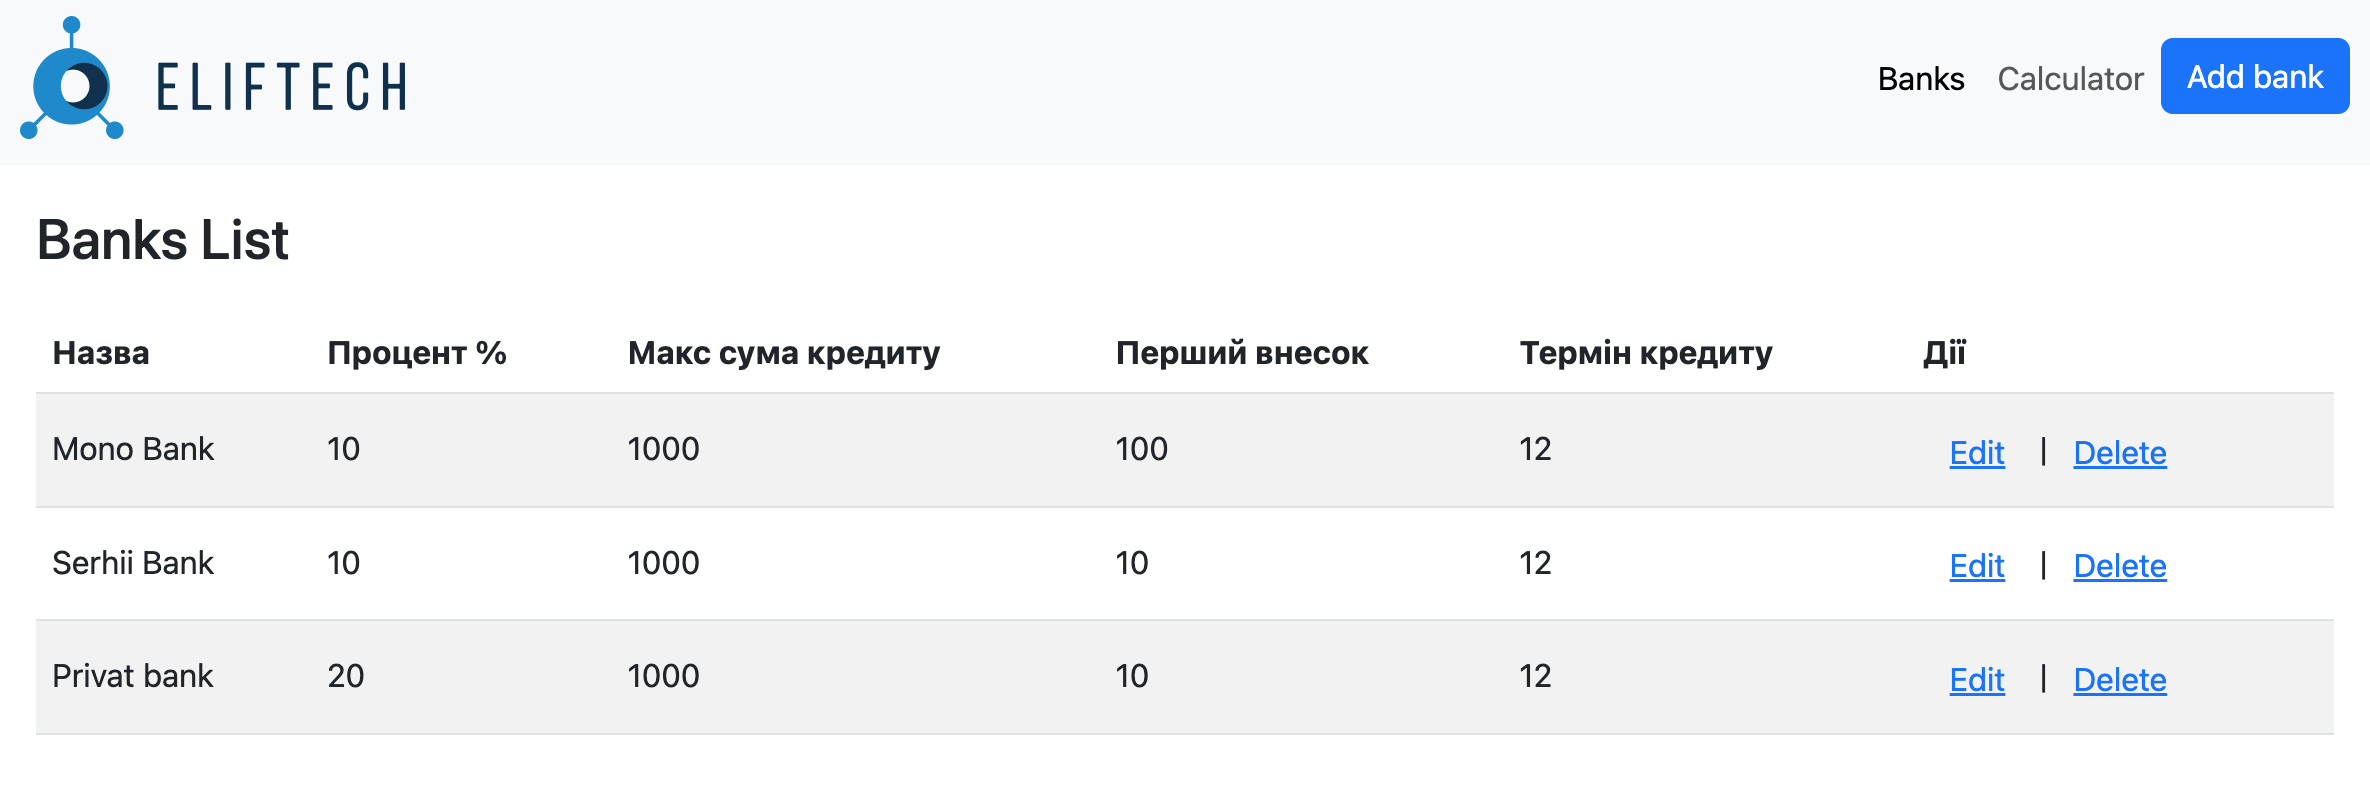 ELIFTECH
Banks Calculator Add bank
Banks List
Назва Процент % Макс сума кредиту Перший внесок Термін кредиту Дії
Mono Bank 10 1000 100 12 Edit | Delete
Serhii Bank 10 1000 10 12 Edit | Delete
Privat bank 20 1000 10 12 Edit | Delete